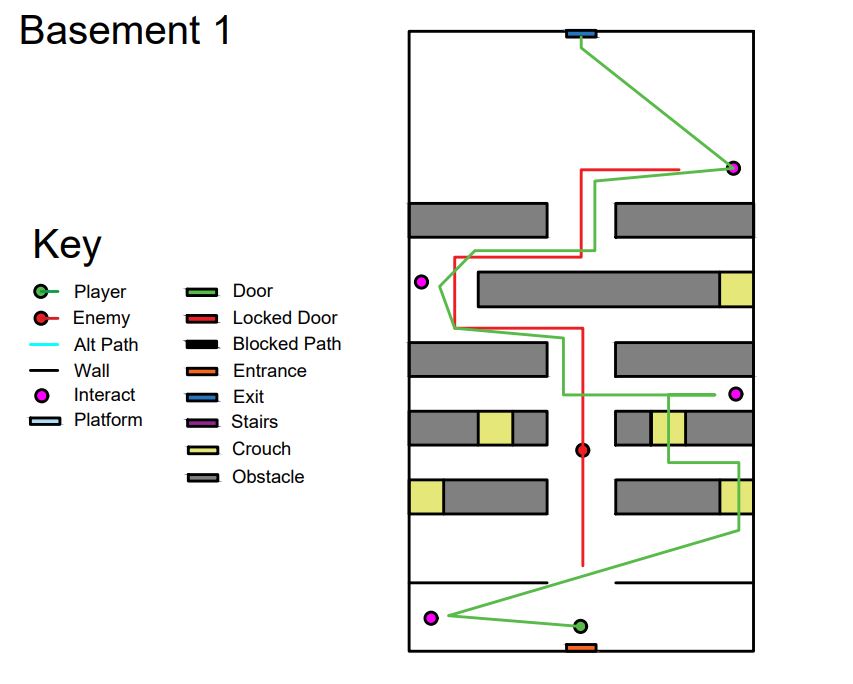 Basement 1
Key
Player
Enemy
Alt Path
Wall
Interact
Platform
Door
Locked Door
Blocked Path
Entrance
Exit
Stairs
Crouch
Obstacle